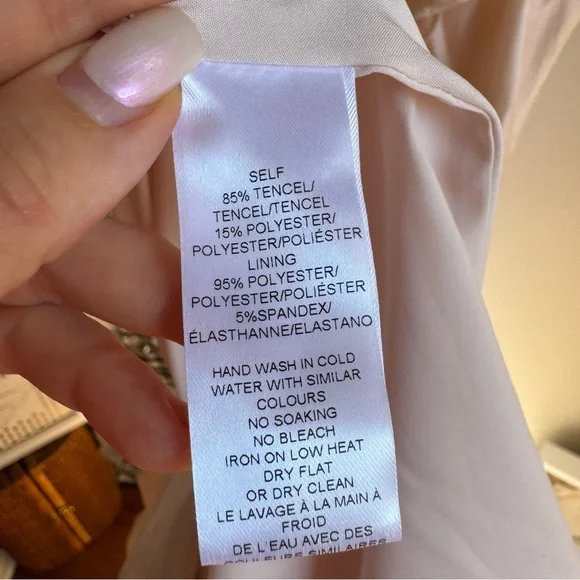 SELF
85% TENCEL/
TENCEL/TENCEL
15% POLYESTER/
POLYESTER/POLIÉSTER
LINING
95% POLYESTER/
POLYESTER/POLIÉSTER
5%SPANDEX/
ÉLASTHANNE/ELASTANO
HAND WASH IN COLD
WATER WITH SIMILAR
COLOURS
NO SOAKING
NO BLEACH
IRON ON LOW HEAT
DRY FLAT
OR DRY CLEAN
LE LAVAGE À LA MAIN À
FROID
DE L'EAU AVEC DES
COULEURS SIMILAIRES